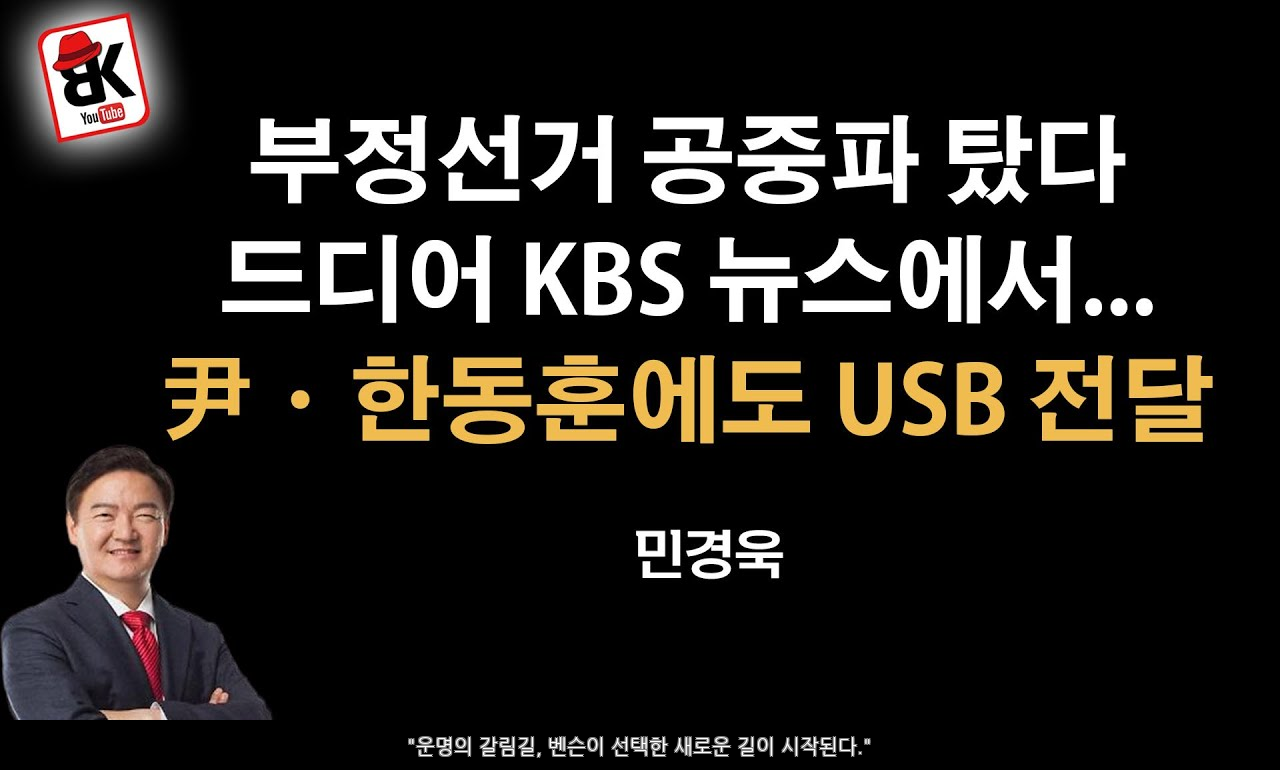 BK
YouTube
부정선거 공중파 탔다
드디어 KBS 뉴스에서...
尹·한동훈에도 USB 전달
민경욱
"운명의 갈림길, 벤슨이 선택한 새로운 길이 시작된다."